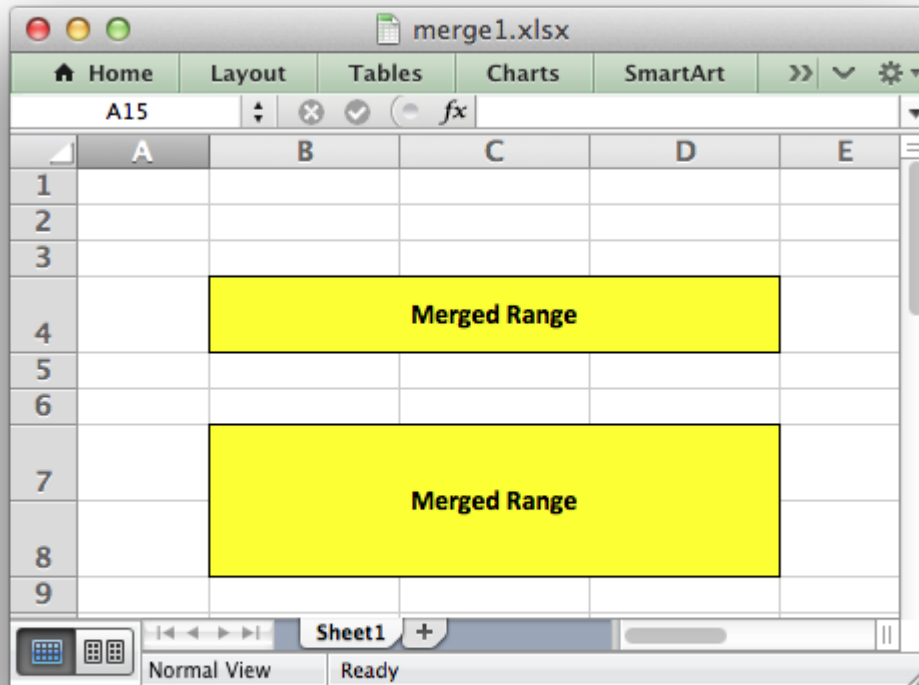 merge1.xlsx
Home Layout Tables Charts SmartArt
A15 fx
A B C D E
1
2
3
4 Merged Range
5
6
7
Merged Range
8
9
Sheet1
Normal View Ready